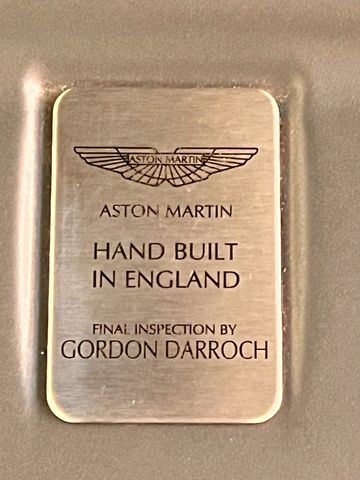 ASTON MARTIN
ASTON MARTIN
HAND BUILT
IN ENGLAND
FINAL INSPECTION BY
GORDON DARROCH